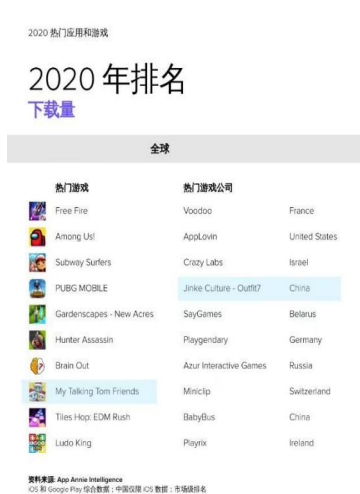 2020 热门应用和游戏
2020 年排名
下载量
全球
热门游戏 热门游戏公司
Free Fire Voodoo France
Among Us! AppLovin United States
Subway Surfers Crazy Labs Israel
PUBG MOBILE Jinke Culture - Outfit7 China
Gardenscapes - New Acres SayGames Belarus
Hunter Assassin Playgendary Germany
Brain Out Azur Interactive Games Russia
My Talking Tom Friends Miniclip Switzerland
Tiles Hop: EDM Rush BabyBus China
Ludo King Playrix Ireland
资料来源: App Annie Intelligence
iOS 和 Google Play 综合数据；中国仅限 iOS 数据；市场级排名